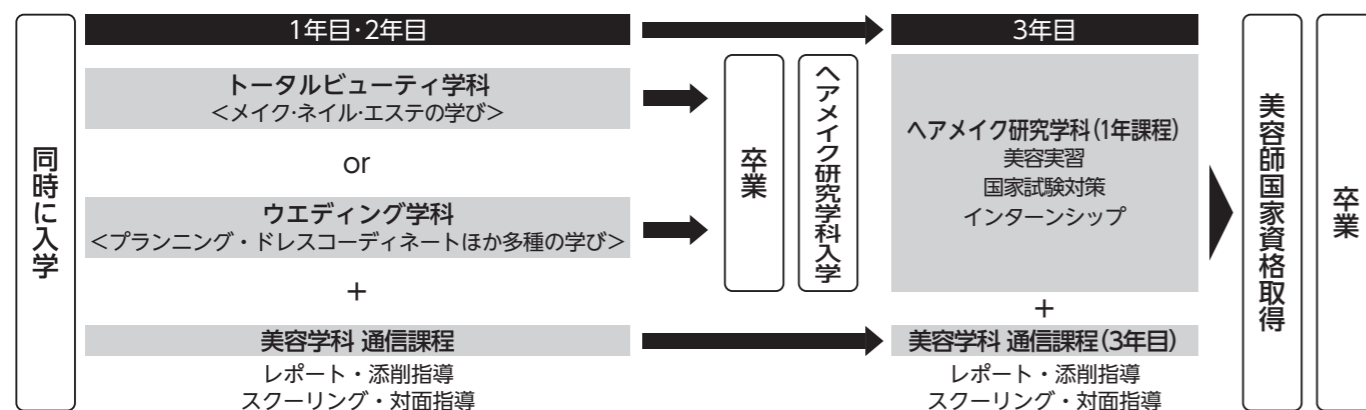 同時に入学
1年目・2年目
トータルビューティ学科
<メイク・ネイル・エステの学び>
or
ウエディング学科
<プランニング・ドレスコーディネートほか多種の学び>
+
美容学科 通信課程
レポート・添削指導
スクーリング・対面指導
卒業
ヘアメイク研究学科入学
3年目
ヘアメイク研究学科(1年課程)
美容実習
国家試験対策
インターンシップ
+
美容学科 通信課程(3年目)
レポート・添削指導
スクーリング・対面指導
美容師国家資格取得
卒業